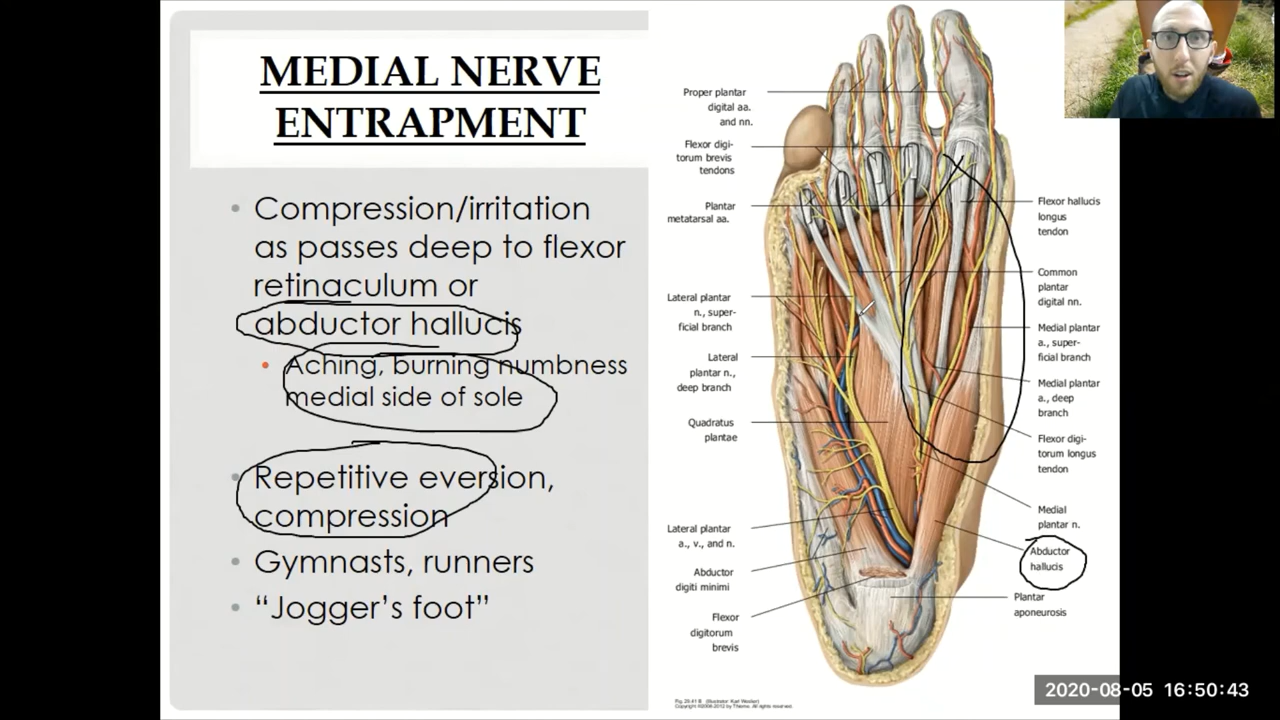 MEDIAL NERVE
ENTRAPMENT
Compression/irritation
as passes deep to flexor
retinaculum or
abductor hallucis
Aching, burning numbness
medial side of sole
Repetitive eversion,
compression
Gymnasts, runners
“Jogger’s foot”
Proper plantar
digital aa.
and nn.
Flexor digi-
torum brevis
tendons
Plantar
metatarsal aa.
Lateral plantar
n., super-
ficial branch
Lateral
plantar n.,
deep branch
Quadratus
plantae
Lateral plantar
a., v., and n.
Abductor
digiti minimi
Flexor
digitorum
brevis
Flexor hallucis
longus
tendon
Common
plantar
digital nn.
Medial plantar
a., super-
ficial branch
Medial plantar
a., deep
branch
Flexor digi-
torum longus
tendon
Medial
plantar n.
Abductor
hallucis
Plantar
aponeurosis
2020-08-05 16:50:43